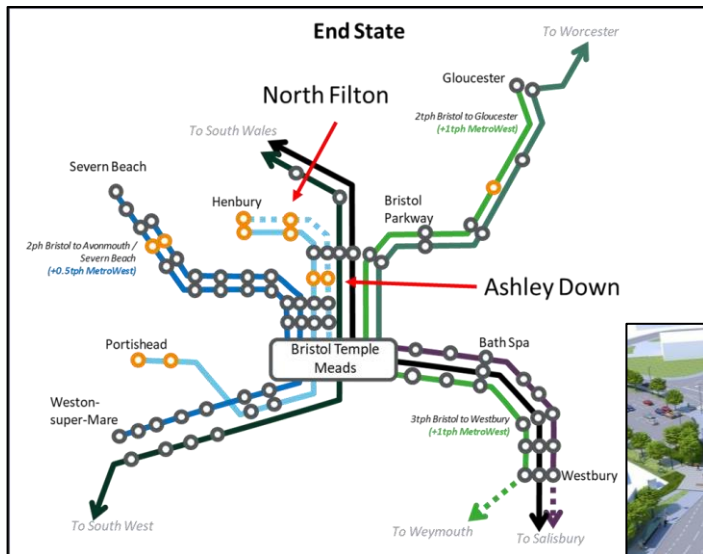 End State
To Worcester
Gloucester
North Filton
2tph Bristol to Gloucester
(+1tph MetroWest)
To South Wales
Severn Beach
Henbury
Bristol
Parkway
2ph Bristol to Avonmouth /
Severn Beach
(+0.5tph MetroWest)
Ashley Down
Portishead
Bristol Temple
Meads
Bath Spa
Weston-
super-Mare
3tph Bristol to Westbury
(+1tph MetroWest)
Westbury
To South West
To Weymouth
To Salisbury